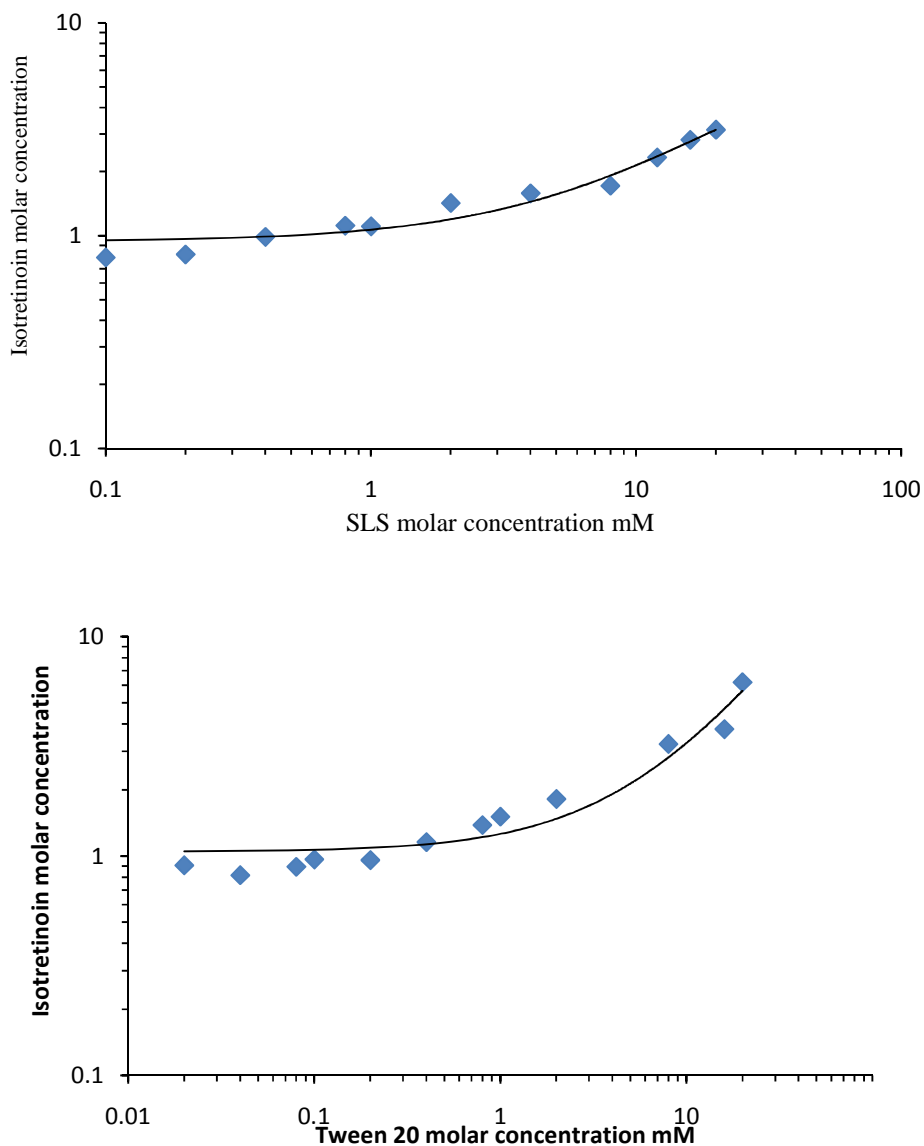 10
Isotretinoin molar concentration
1
0.1
0.1 1 10 100
SLS molar concentration mM
10
Isotretinoin molar concentration
1
0.1
0.01 0.1 1 10
Tween 20 molar concentration mM